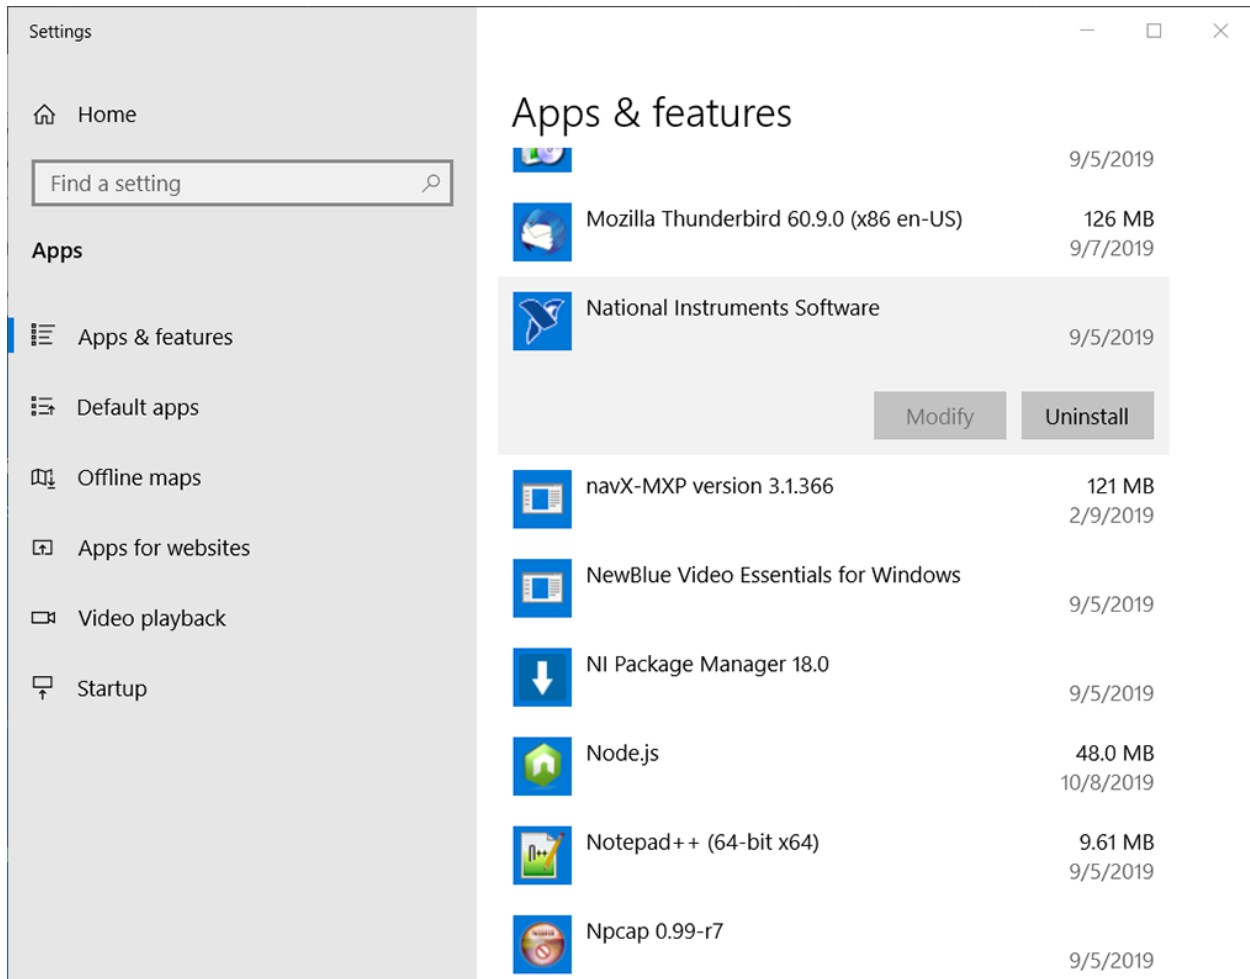 Settings
Home
Find a setting
Apps
Apps & features
Default apps
Offline maps
Apps for websites
Video playback
Startup
Apps & features
9/5/2019
Mozilla Thunderbird 60.9.0 (x86 en-US) 126 MB
9/7/2019
National Instruments Software
9/5/2019
Modify Uninstall
navX-MXP version 3.1.366 121 MB
2/9/2019
NewBlue Video Essentials for Windows
9/5/2019
NI Package Manager 18.0
9/5/2019
Node.js 48.0 MB
10/8/2019
Notepad++ (64-bit x64) 9.61 MB
9/5/2019
Npcap 0.99-r7
9/5/2019